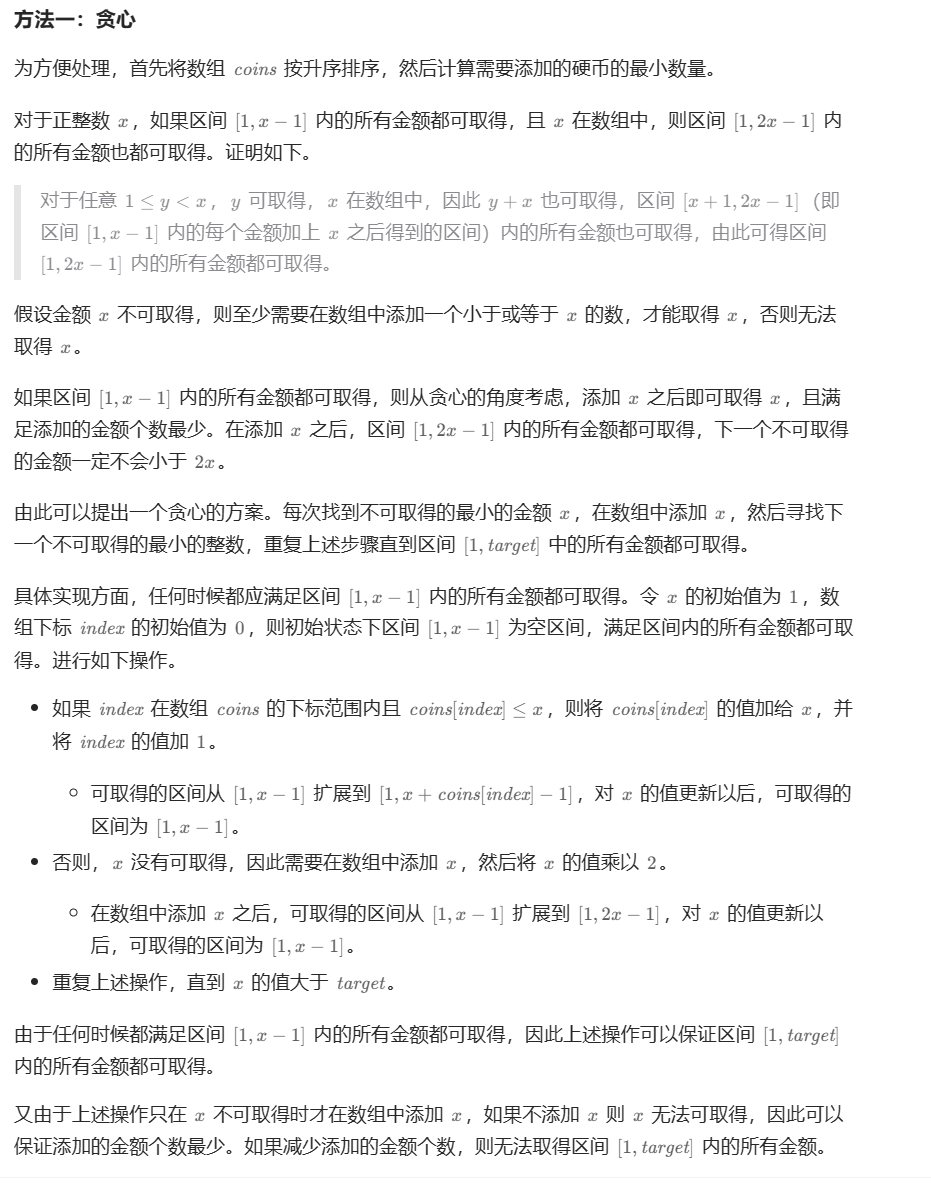 方法一：贪心
为方便处理，首先将数组 coins 按升序排序，然后计算需要添加的硬币的最小数量。
对于正整数 x，如果区间 [1, x − 1] 内的所有金额都可取得，且 x 在数组中，则区间 [1, 2x − 1] 内
的所有金额也都可取得。证明如下。
对于任意 1 ≤ y < x，y 可取得，x 在数组中，因此 y + x 也可取得，区间 [x + 1, 2x − 1]（即
区间 [1, x − 1] 内的每个金额加上 x 之后得到的区间）内的所有金额也可取得，由此可得区间
[1, 2x − 1] 内的所有金额都可取得。
假设金额 x 不可取得，则至少需要在数组中添加一个小于或等于 x 的数，才能取得 x，否则无法
取得 x。
如果区间 [1, x − 1] 内的所有金额都可取得，则从贪心的角度考虑，添加 x 之后即可取得 x，且满
足添加的金额个数最少。在添加 x 之后，区间 [1, 2x − 1] 内的所有金额都可取得，下一个不可取得
的金额一定不会小于 2x。
由此可以提出一个贪心的方案。每次找到不可取得的最小的金额 x，在数组中添加 x，然后寻找下
一个不可取得的最小的整数，重复上述步骤直到区间 [1, target] 中的所有金额都可取得。
具体实现方面，任何时候都应满足区间 [1, x − 1] 内的所有金额都可取得。令 x 的初始值为 1，数
组下标 index 的初始值为 0，则初始状态下区间 [1, x − 1] 为空区间，满足区间内的所有金额都可取
得。进行如下操作。
• 如果 index 在数组 coins 的下标范围内且 coins[index] ≤ x，则将 coins[index] 的值加给 x，并
将 index 的值加 1。
◦ 可取得的区间从 [1, x − 1] 扩展到 [1, x + coins[index] − 1]，对 x 的值更新以后，可取得的
区间为 [1, x − 1]。
• 否则，x 没有可取得，因此需要在数组中添加 x，然后将 x 的值乘以 2。
◦ 在数组中添加 x 之后，可取得的区间从 [1, x − 1] 扩展到 [1, 2x − 1]，对 x 的值更新以
后，可取得的区间为 [1, x − 1]。
• 重复上述操作，直到 x 的值大于 target。
由于任何时候都满足区间 [1, x − 1] 内的所有金额都可取得，因此上述操作可以保证区间 [1, target]
内的所有金额都可取得。
又由于上述操作只在 x 不可取得时才在数组中添加 x，如果不添加 x 则 x 无法可取得，因此可以
保证添加的金额个数最少。如果减少添加的金额个数，则无法取得区间 [1, target] 内的所有金额。